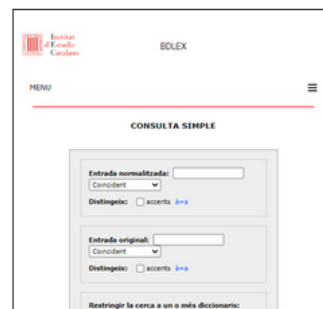 Institut
d'Estudis
Catalans
BDLEX
MENU
CONSULTA SIMPLE
Entrada normalitzada:
Coincident
Distingeix: accents à=a
Entrada original:
Coincident
Distingeix: accents à=a
Restringir la cerca a un o més diccionaris: